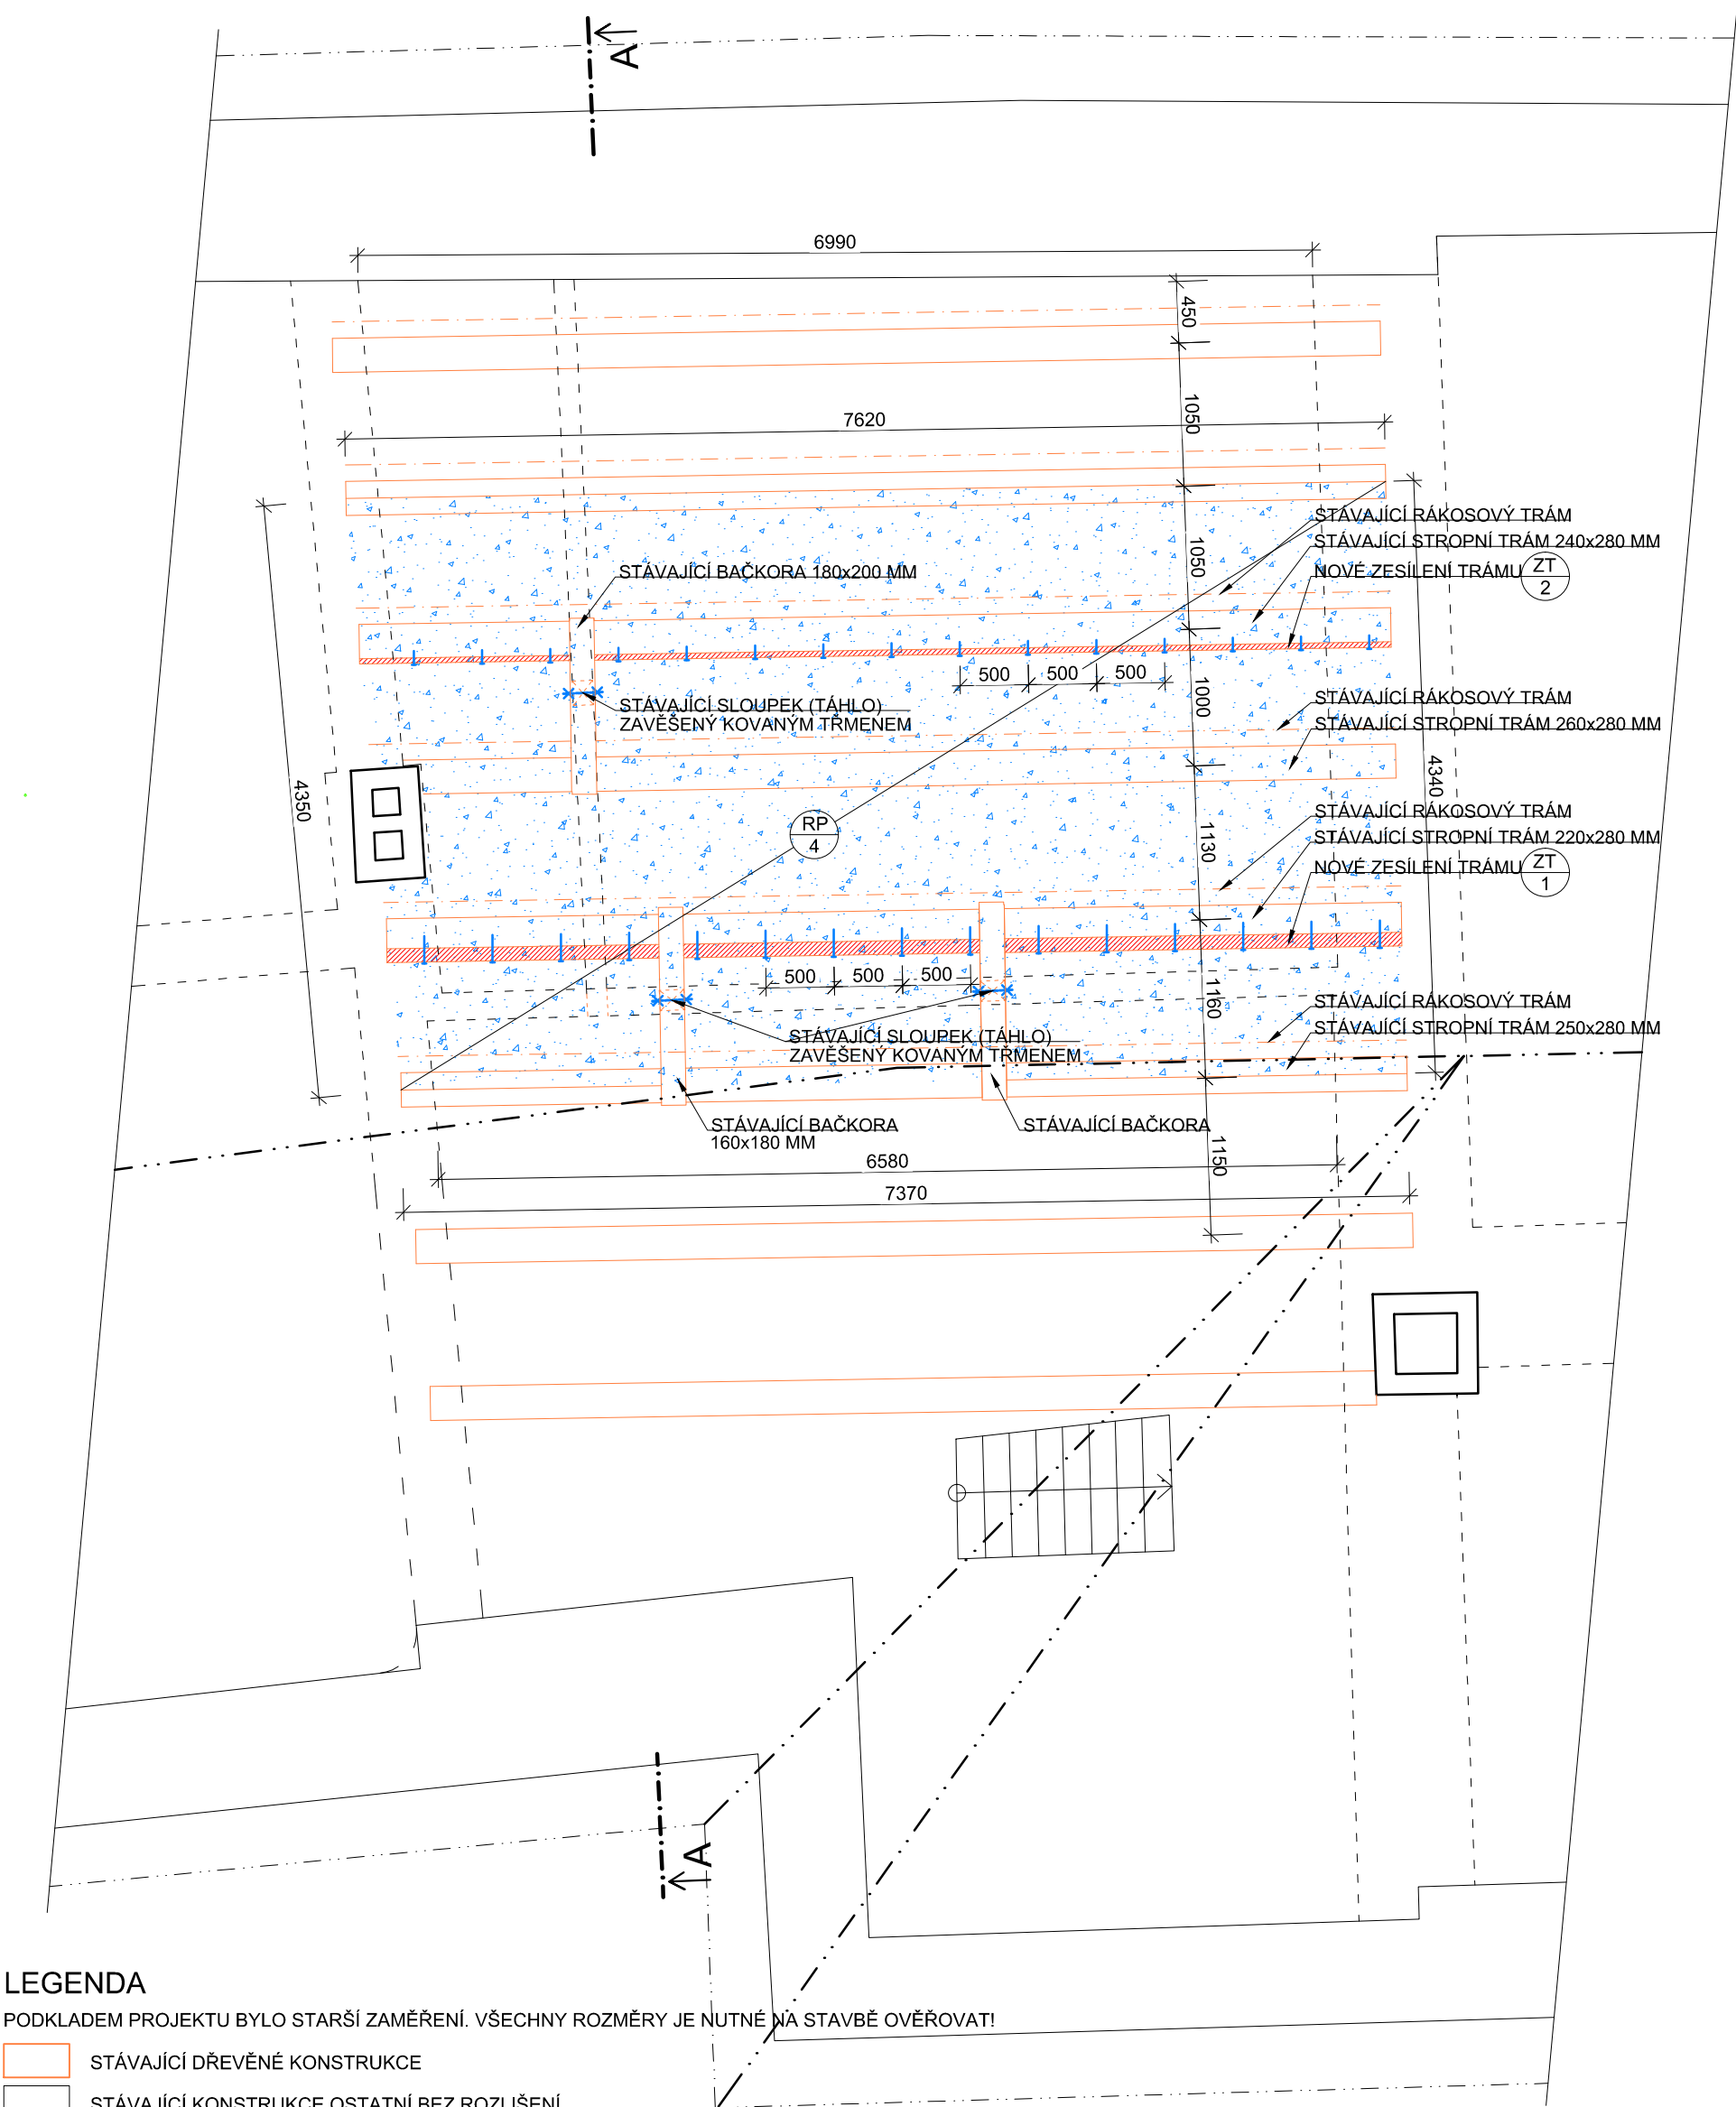 A
6990
450
7620
1050
STÁVAJÍCÍ RÁKOSOVÝ TRÁM
STÁVAJÍCÍ STROPNÍ TRÁM 240x280 MM
1050
STÁVAJÍCÍ BAČKORA 180x200 MM
NOVÉ ZESÍLENÍ TRÁMU
ZT
2
500
500
500
1000
STÁVAJÍCÍ SLOUPEK (TÁHLO)
ZAVĚŠENÝ KOVANÝM TŘMENEM
STÁVAJÍCÍ RÁKOSOVÝ TRÁM
STÁVAJÍCÍ STROPNÍ TRÁM 260x280 MM
4350
4340
RP
4
1130
STÁVAJÍCÍ RÁKOSOVÝ TRÁM
STÁVAJÍCÍ STROPNÍ TRÁM 220x280 MM
NOVÉ ZESÍLENÍ TRÁMU
ZT
1
500
500
500
1160
STÁVAJÍCÍ RÁKOSOVÝ TRÁM
STÁVAJÍCÍ STROPNÍ TRÁM 250x280 MM
STÁVAJÍCÍ SLOUPEK (TÁHLO)
ZAVĚŠENÝ KOVANÝM TŘMENEM
STÁVAJÍCÍ BAČKORA
160x180 MM
STÁVAJÍCÍ BAČKORA
1150
6580
7370
A
LEGENDA
PODKLADEM PROJEKTU BYLO STARŠÍ ZAMĚŘENÍ. VŠECHNY ROZMĚRY JE NUTNÉ NA STAVBĚ OVĚŘOVAT!
STÁVAJÍCÍ DŘEVĚNÉ KONSTRUKCE
STÁVAJÍCÍ KONSTRUKCE OSTATNÍ BEZ ROZLIŠENÍ